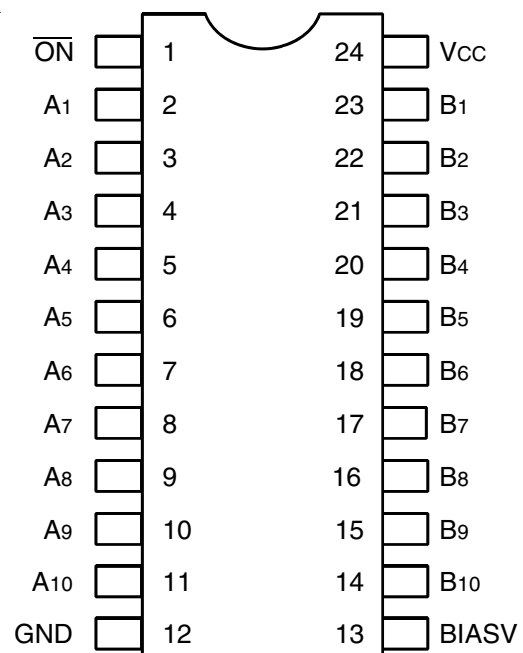 ON 1 24 VCC
A1 2 23 B1
A2 3 22 B2
A3 4 21 B3
A4 5 20 B4
A5 6 19 B5
A6 7 18 B6
A7 8 17 B7
A8 9 16 B8
A9 10 15 B9
A10 11 14 B10
GND 12 13 BIASV